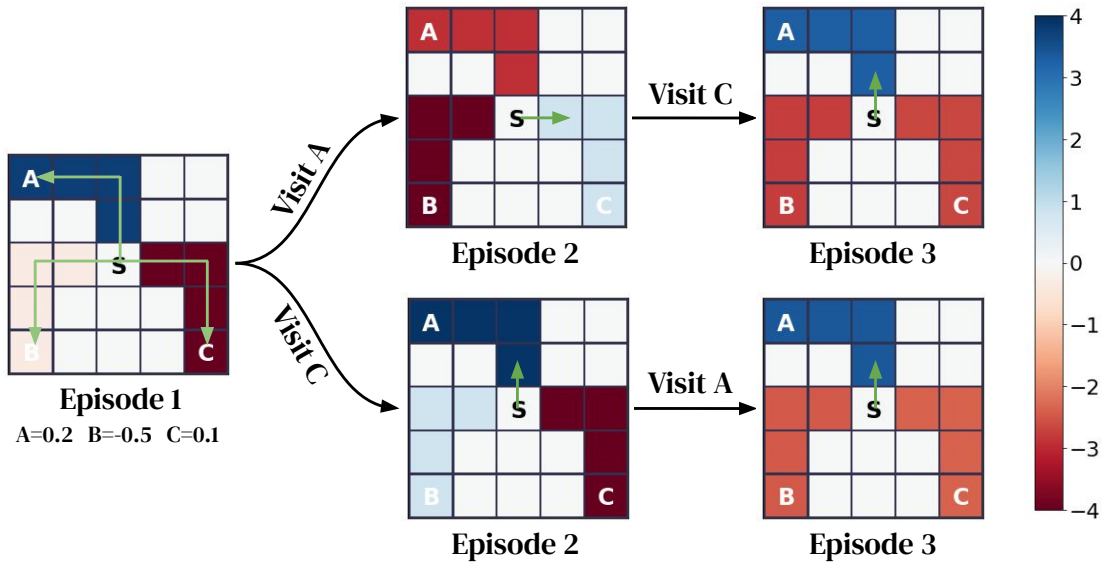 A
S
B
C
Episode 1
A=0.2 B=-0.5 C=0.1
Visit A
Visit C
A
S
B
C
Episode 2
Visit C
A
S
B
C
Episode 3
A
S
B
C
Episode 2
Visit A
A
S
B
C
Episode 3
4
3
2
1
0
−1
−2
−3
−4